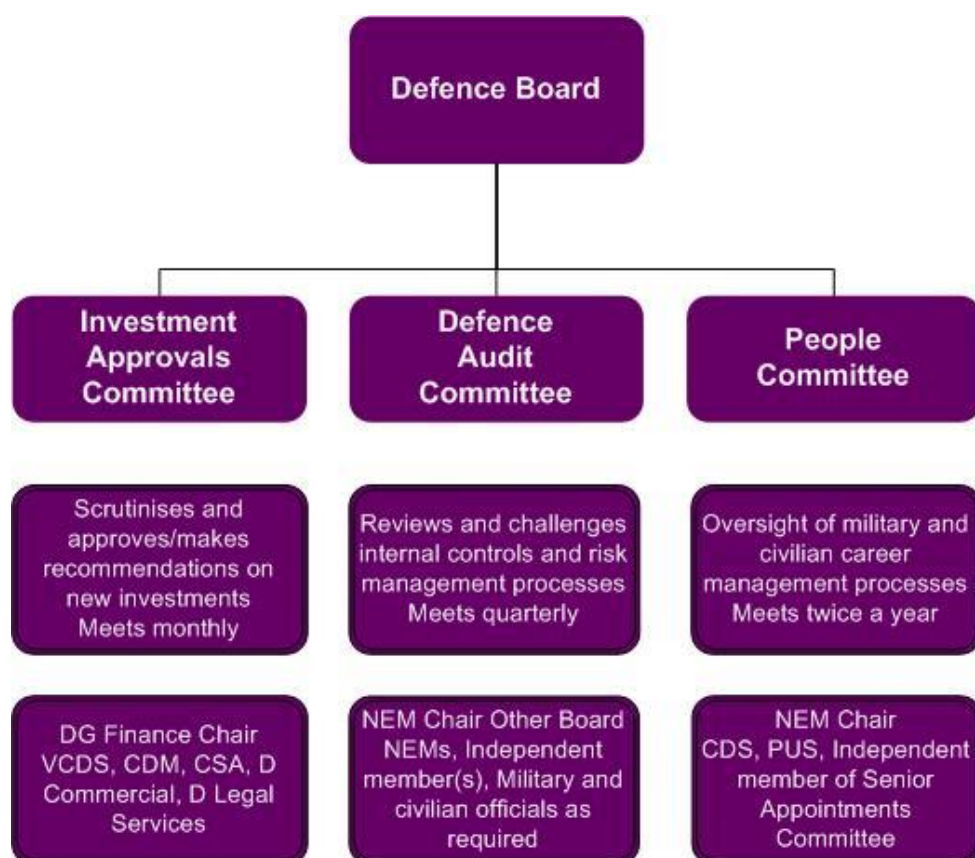 Defence Board
Investment
Approvals
Committee
Defence
Audit
Committee
People
Committee
Scrutinises and
approves/makes
recommendations on
new investments
Meets monthly
Reviews and challenges
internal controls and risk
management processes
Meets quarterly
Oversight of military and
civilian career
management processes
Meets twice a year
DG Finance Chair
VCDS, CDM, CSA, D
Commercial, D Legal
Services
NEM Chair Other Board
NEMs, Independent
member(s), Military and
civilian officials as
required
NEM Chair
CDS, PUS, Independent
member of Senior
Appointments
Committee